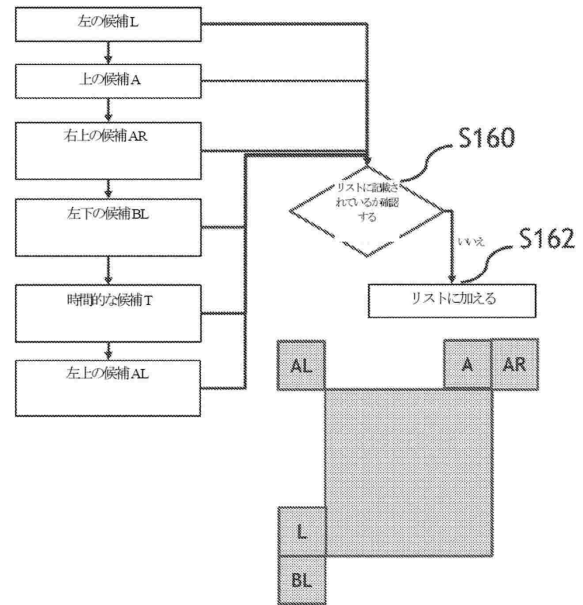 左の候補L
上の候補A
右上の候補AR
左下の候補BL
時間的な候補T
左上の候補AL
S160
リストに記載さ
れているか確認
する
いいえ
S162
リストに加える
AL
A
AR
L
BL